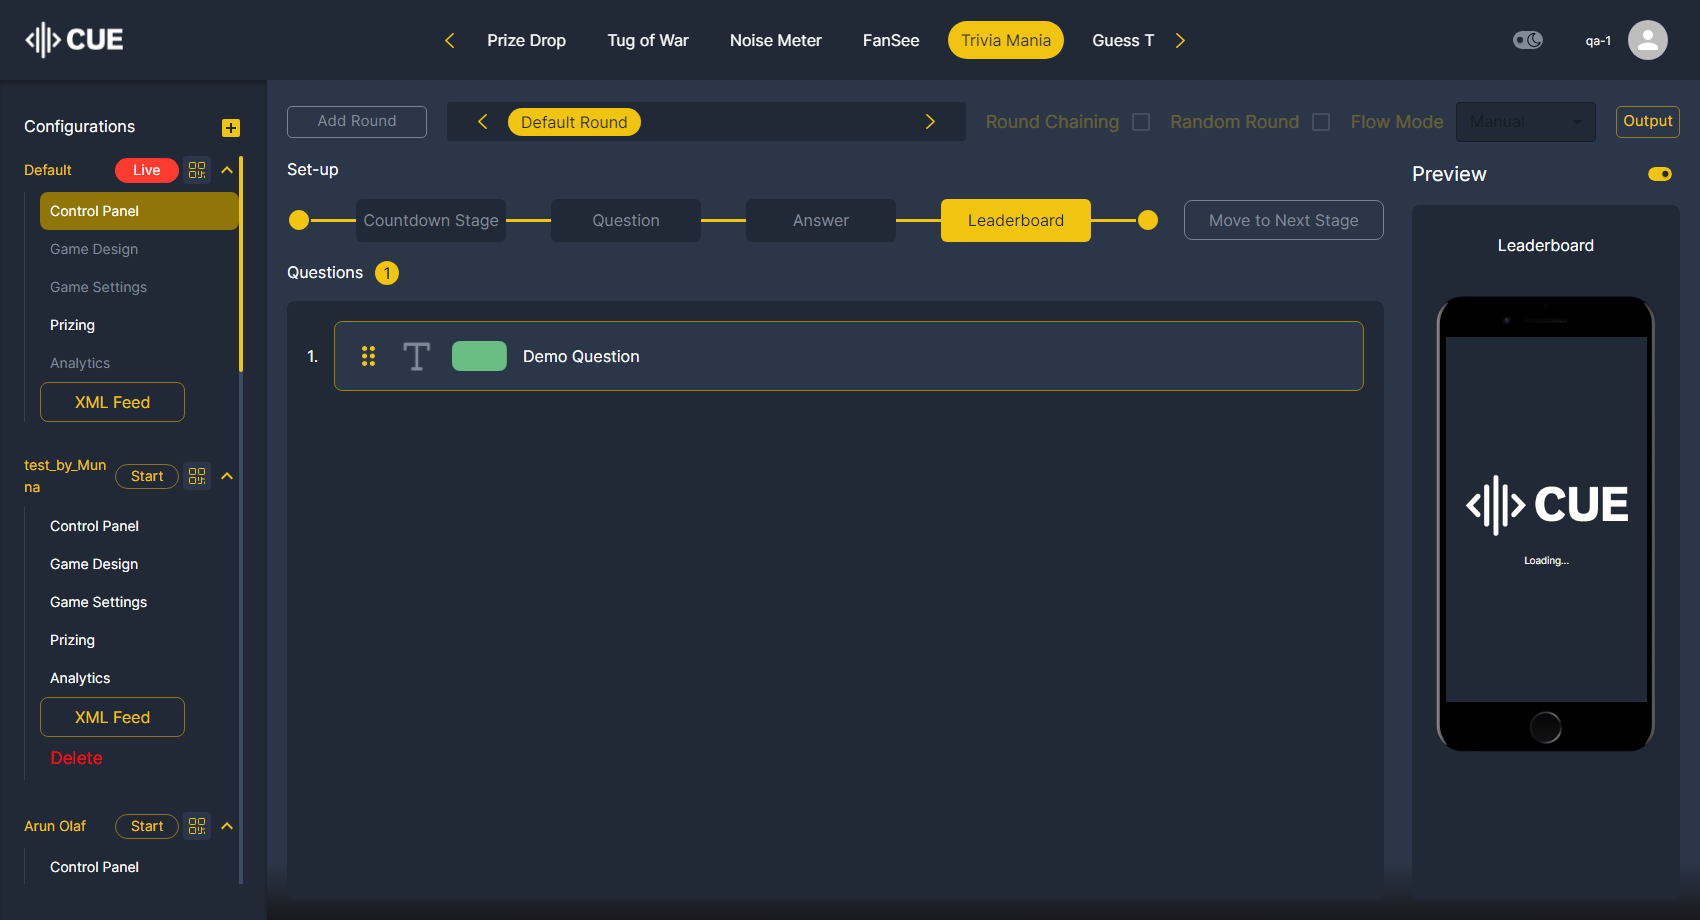 CUE
Prize Drop
Tug of War
Noise Meter
FanSee
Trivia Mania
Guess T
qa-1
Configurations
Default
Live
Control Panel
Game Design
Game Settings
Prizing
Analytics
XML Feed
test_by_Mun
na
Start
Control Panel
Game Design
Game Settings
Prizing
Analytics
XML Feed
Delete
Arun Olaf
Start
Control Panel
Add Round
Default Round
Round Chaining
Random Round
Flow Mode
Manual
Output
Set-up
Countdown Stage
Question
Answer
Leaderboard
Move to Next Stage
Questions
1
1.
T
Demo Question
Preview
Leaderboard
CUE
Loading...